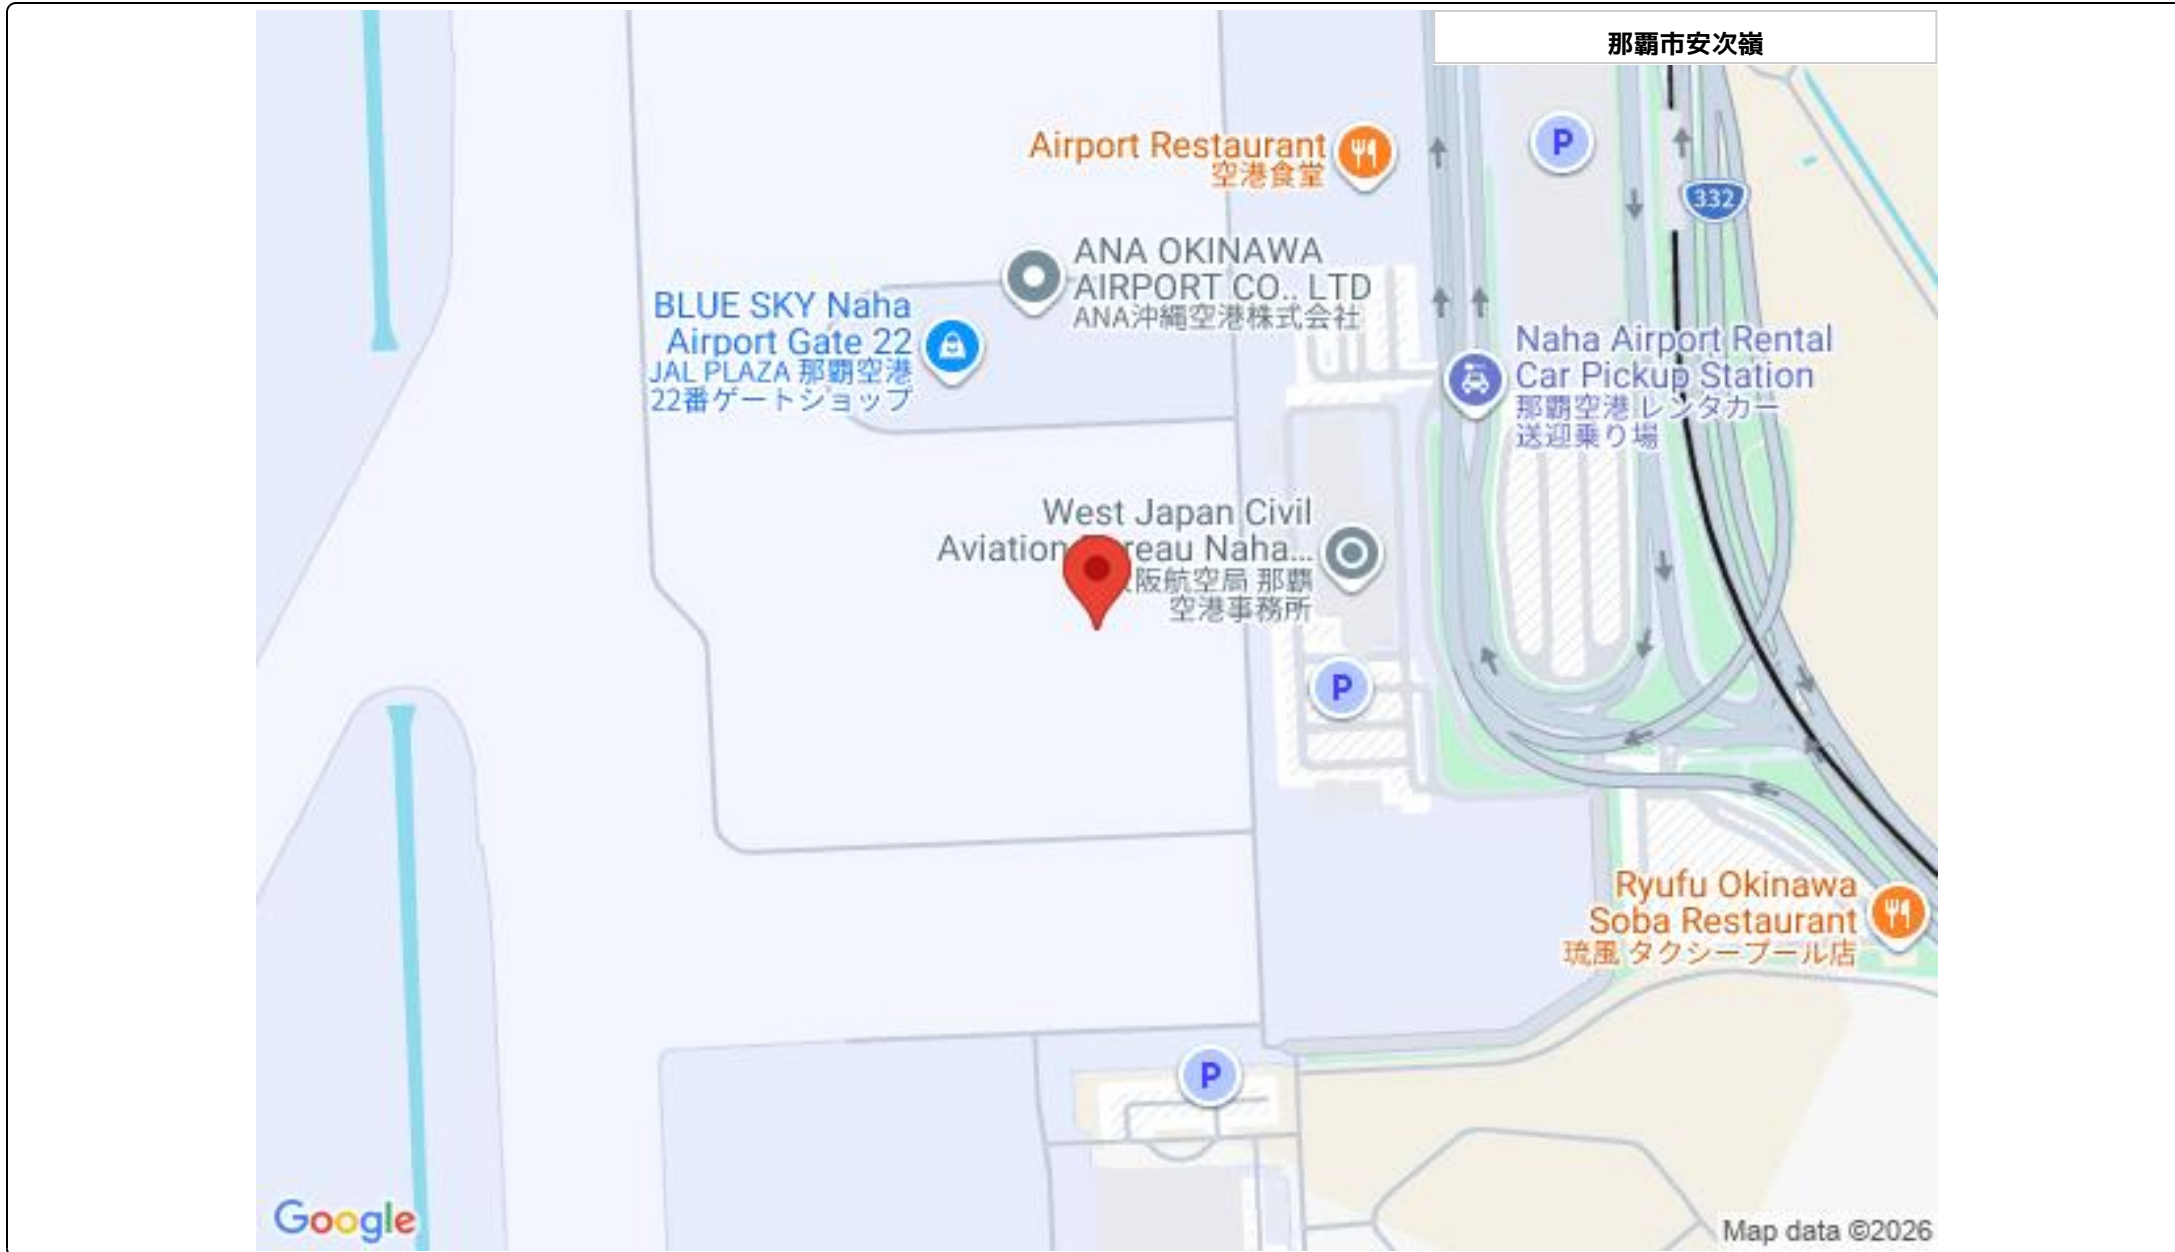 那覇市安次嶺
Airport Restaurant
空港食堂
P
332
ANA OKINAWA
AIRPORT CO., LTD
ANA沖縄空港株式会社
BLUE SKY Naha
Airport Gate 22
JAL PLAZA 那覇空港
22番ゲートショップ
Naha Airport Rental
Car Pickup Station
那覇空港 レンタカー
送迎乗り場
West Japan Civil
Aviation reau Naha...
阪航空局 那覇
空港事務所
P
Ryufu Okinawa
Soba Restaurant
琉風 タクシープール店
P
Google
Map data ©2026